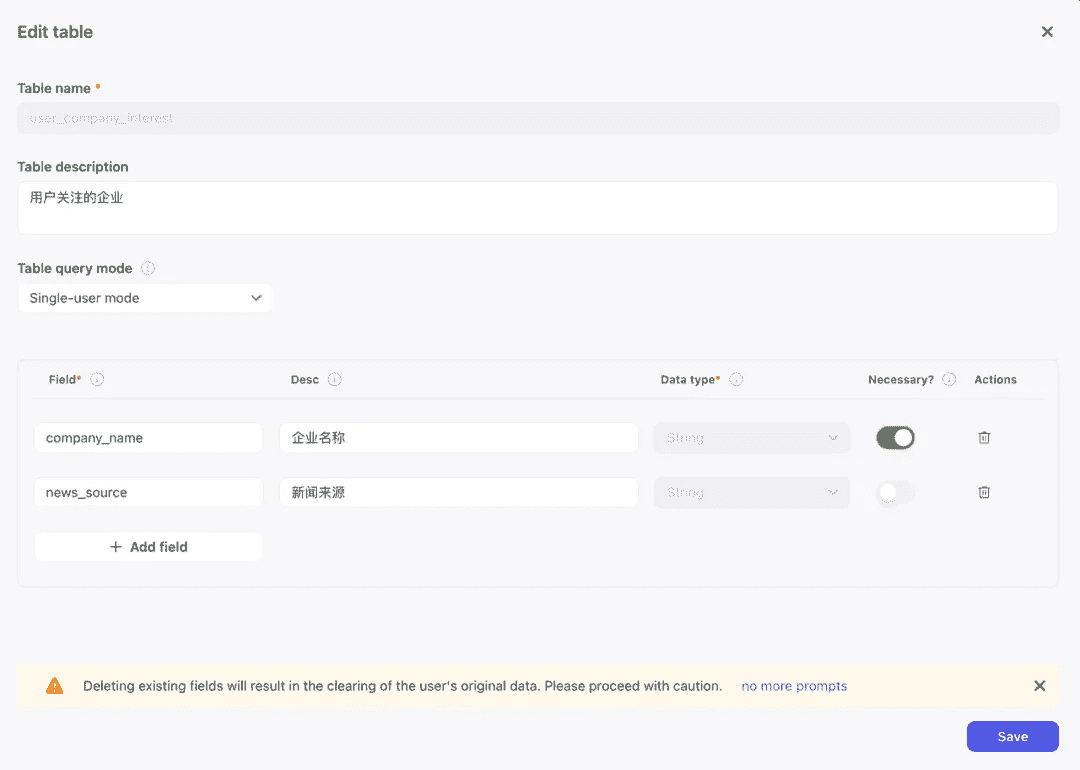 Edit table
Table name *
user_company_interest
Table description
用户关注的企业
Table query mode
Single-user mode
Field* Desc Data type* Necessary? Actions
company_name 企业名称 String
news_source 新闻来源 String
+ Add field
Deleting existing fields will result in the clearing of the user's original data. Please proceed with caution. no more prompts
Save